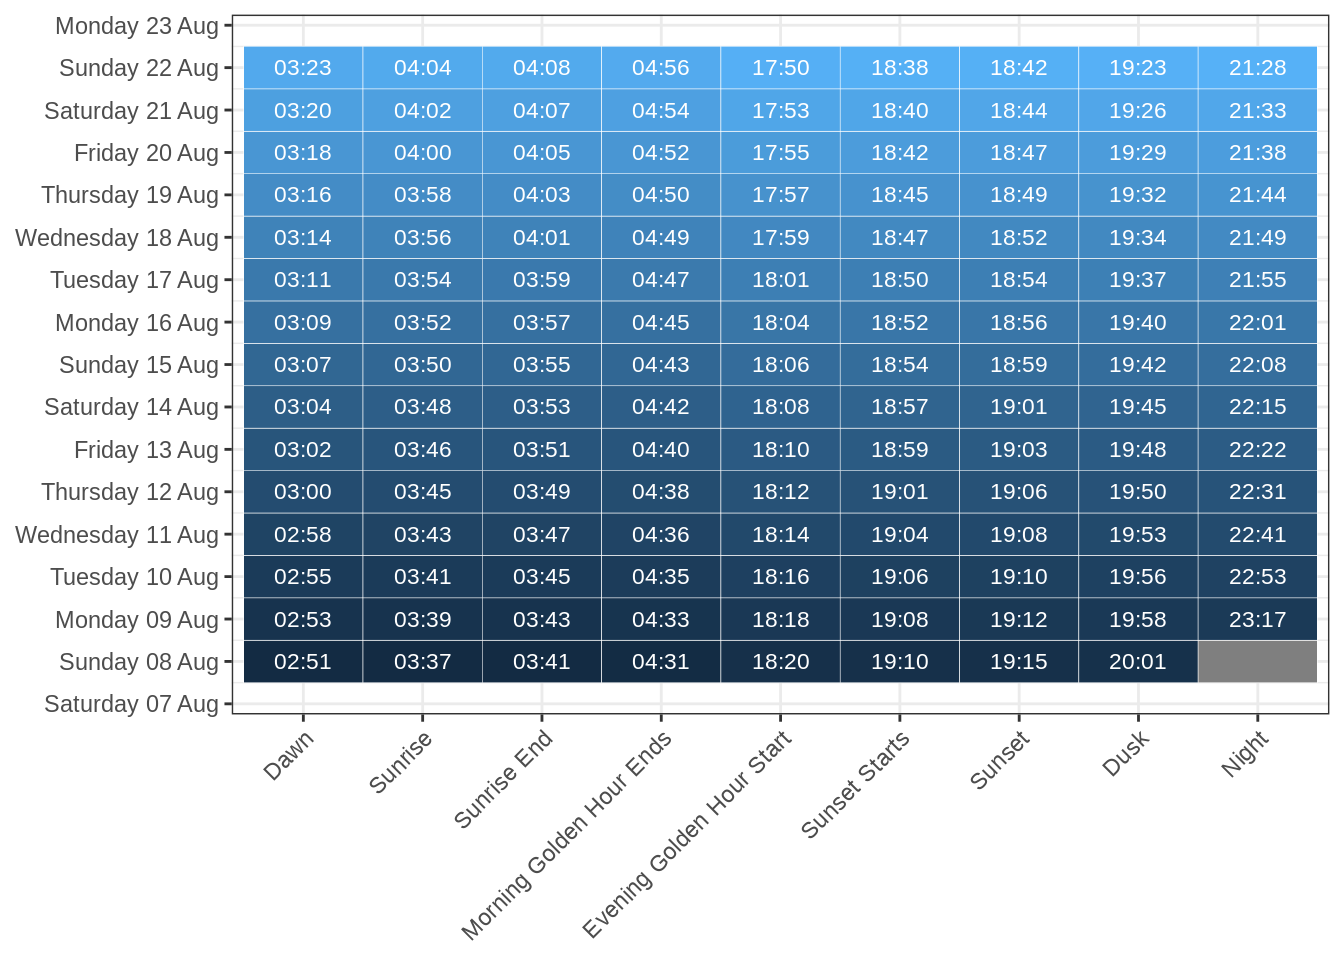 Monday 23 Aug
Sunday 22 Aug 03:23 04:04 04:08 04:56 17:50 18:38 18:42 19:23 21:28
Saturday 21 Aug 03:20 04:02 04:07 04:54 17:53 18:40 18:44 19:26 21:33
Friday 20 Aug 03:18 04:00 04:05 04:52 17:55 18:42 18:47 19:29 21:38
Thursday 19 Aug 03:16 03:58 04:03 04:50 17:57 18:45 18:49 19:32 21:44
Wednesday 18 Aug 03:14 03:56 04:01 04:49 17:59 18:47 18:52 19:34 21:49
Tuesday 17 Aug 03:11 03:54 03:59 04:47 18:01 18:50 18:54 19:37 21:55
Monday 16 Aug 03:09 03:52 03:57 04:45 18:04 18:52 18:56 19:40 22:01
Sunday 15 Aug 03:07 03:50 03:55 04:43 18:06 18:54 18:59 19:42 22:08
Saturday 14 Aug 03:04 03:48 03:53 04:42 18:08 18:57 19:01 19:45 22:15
Friday 13 Aug 03:02 03:46 03:51 04:40 18:10 18:59 19:03 19:48 22:22
Thursday 12 Aug 03:00 03:45 03:49 04:38 18:12 19:01 19:06 19:50 22:31
Wednesday 11 Aug 02:58 03:43 03:47 04:36 18:14 19:04 19:08 19:53 22:41
Tuesday 10 Aug 02:55 03:41 03:45 04:35 18:16 19:06 19:10 19:56 22:53
Monday 09 Aug 02:53 03:39 03:43 04:33 18:18 19:08 19:12 19:58 23:17
Sunday 08 Aug 02:51 03:37 03:41 04:31 18:20 19:10 19:15 20:01
Saturday 07 Aug
Dawn
Sunrise
Sunrise End
Morning Golden Hour Ends
Evening Golden Hour Start
Sunset Starts
Sunset
Dusk
Night